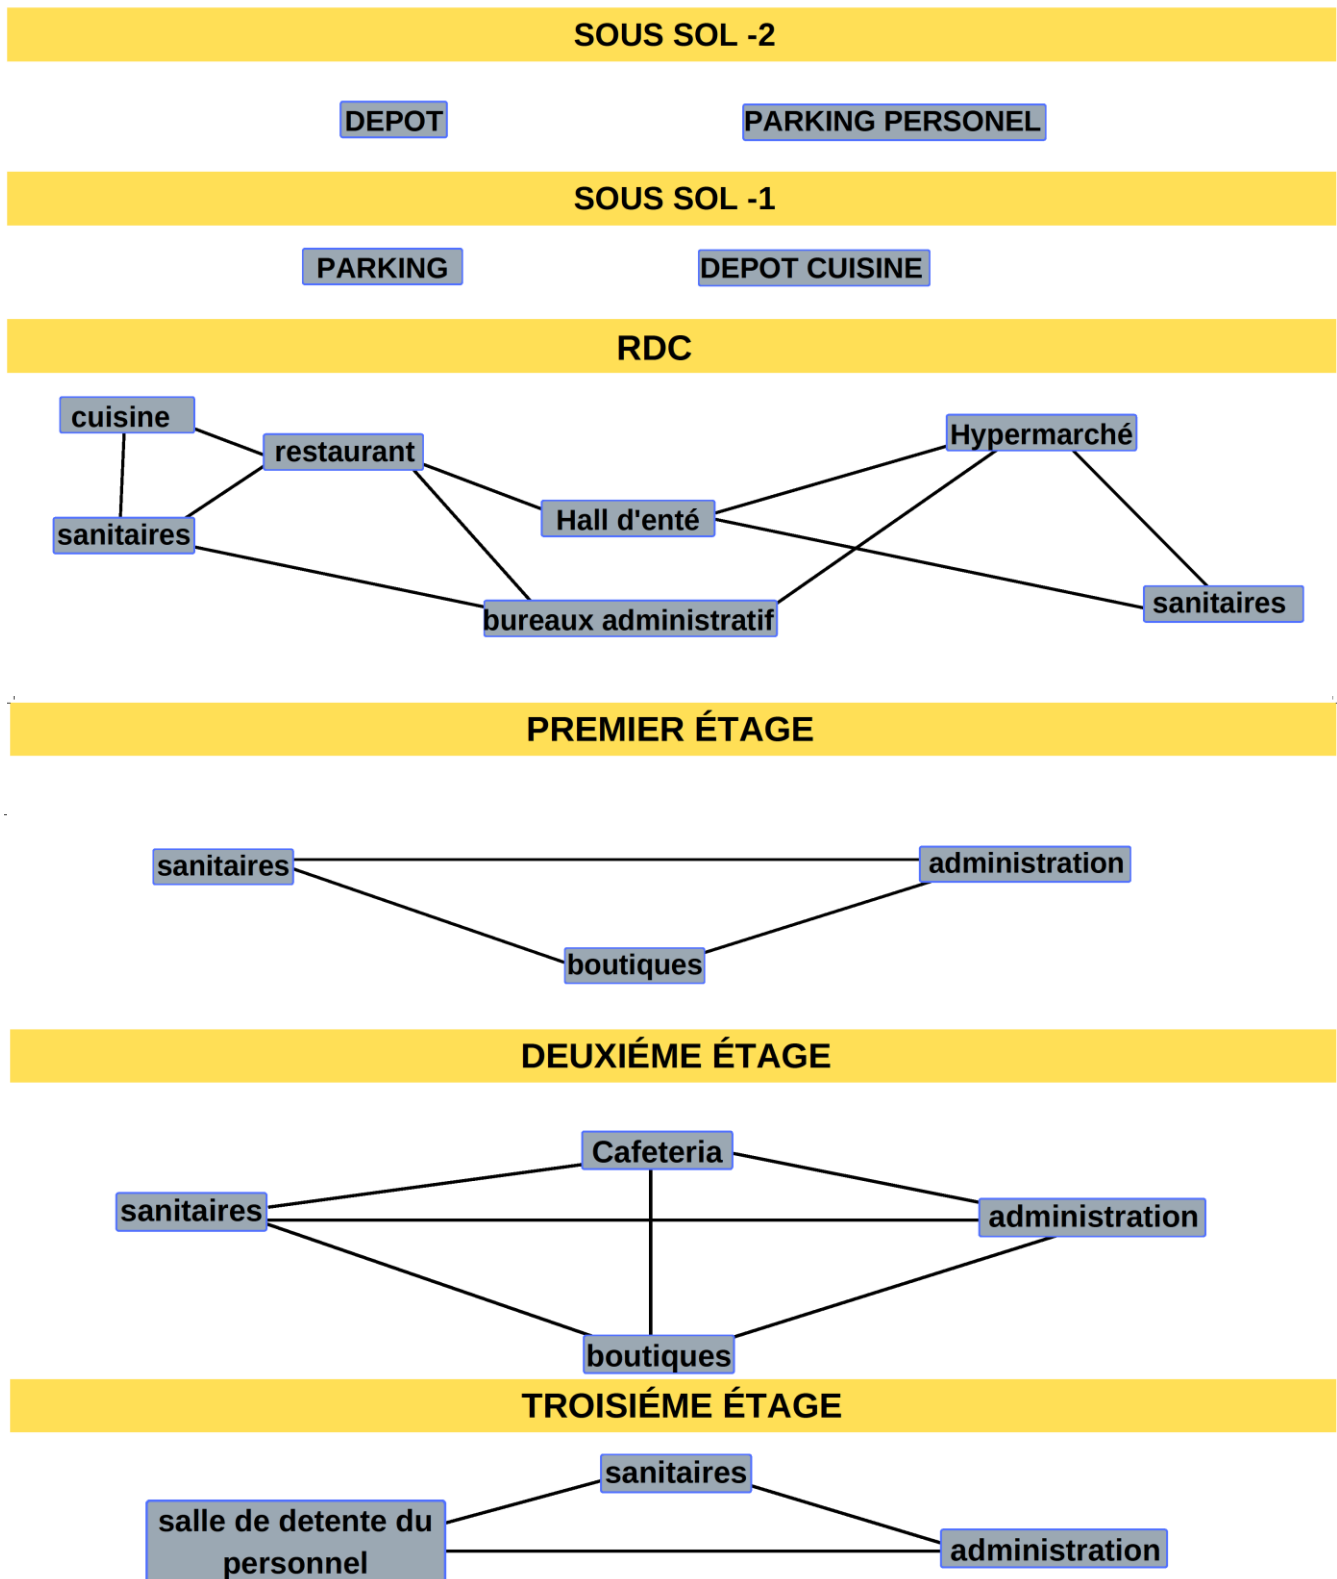 SOUS SOL -2
DEPOT
PARKING PERSONEL
SOUS SOL -1
PARKING
DEPOT CUISINE
RDC
cuisine
restaurant
Hypermarché
sanitaires
Hall d'enté
bureaux administratif
sanitaires
PREMIER ÉTAGE
sanitaires
administration
boutiques
DEUXIÉME ÉTAGE
Cafeteria
sanitaires
administration
boutiques
TROISIÉME ÉTAGE
sanitaires
salle de detente du
personnel
administration